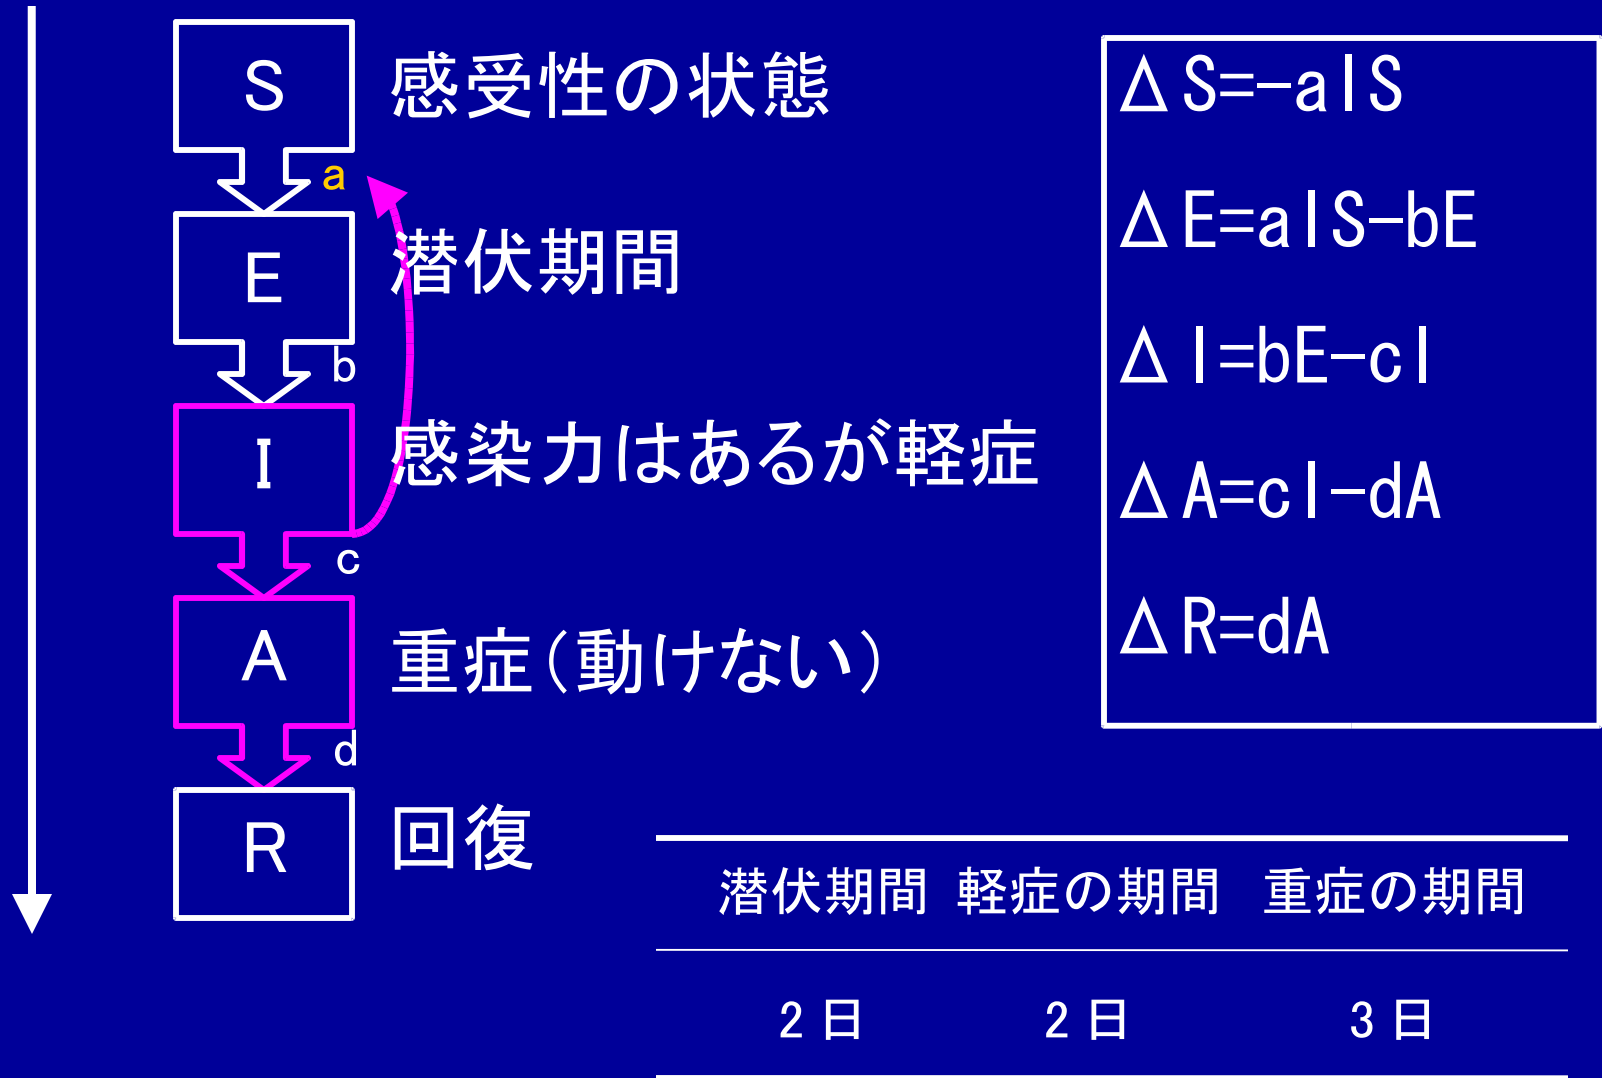 S
感受性の状態
a
E
潜伏期間
b
I
感染力はあるが軽症
c
A
重症（動けない）
d
R
回復
ΔS=-aIS
ΔE=aIS-bE
ΔI=bE-cI
ΔA=cI-dA
ΔR=dA
潜伏期間 軽症の期間 重症の期間
2日 2日 3日